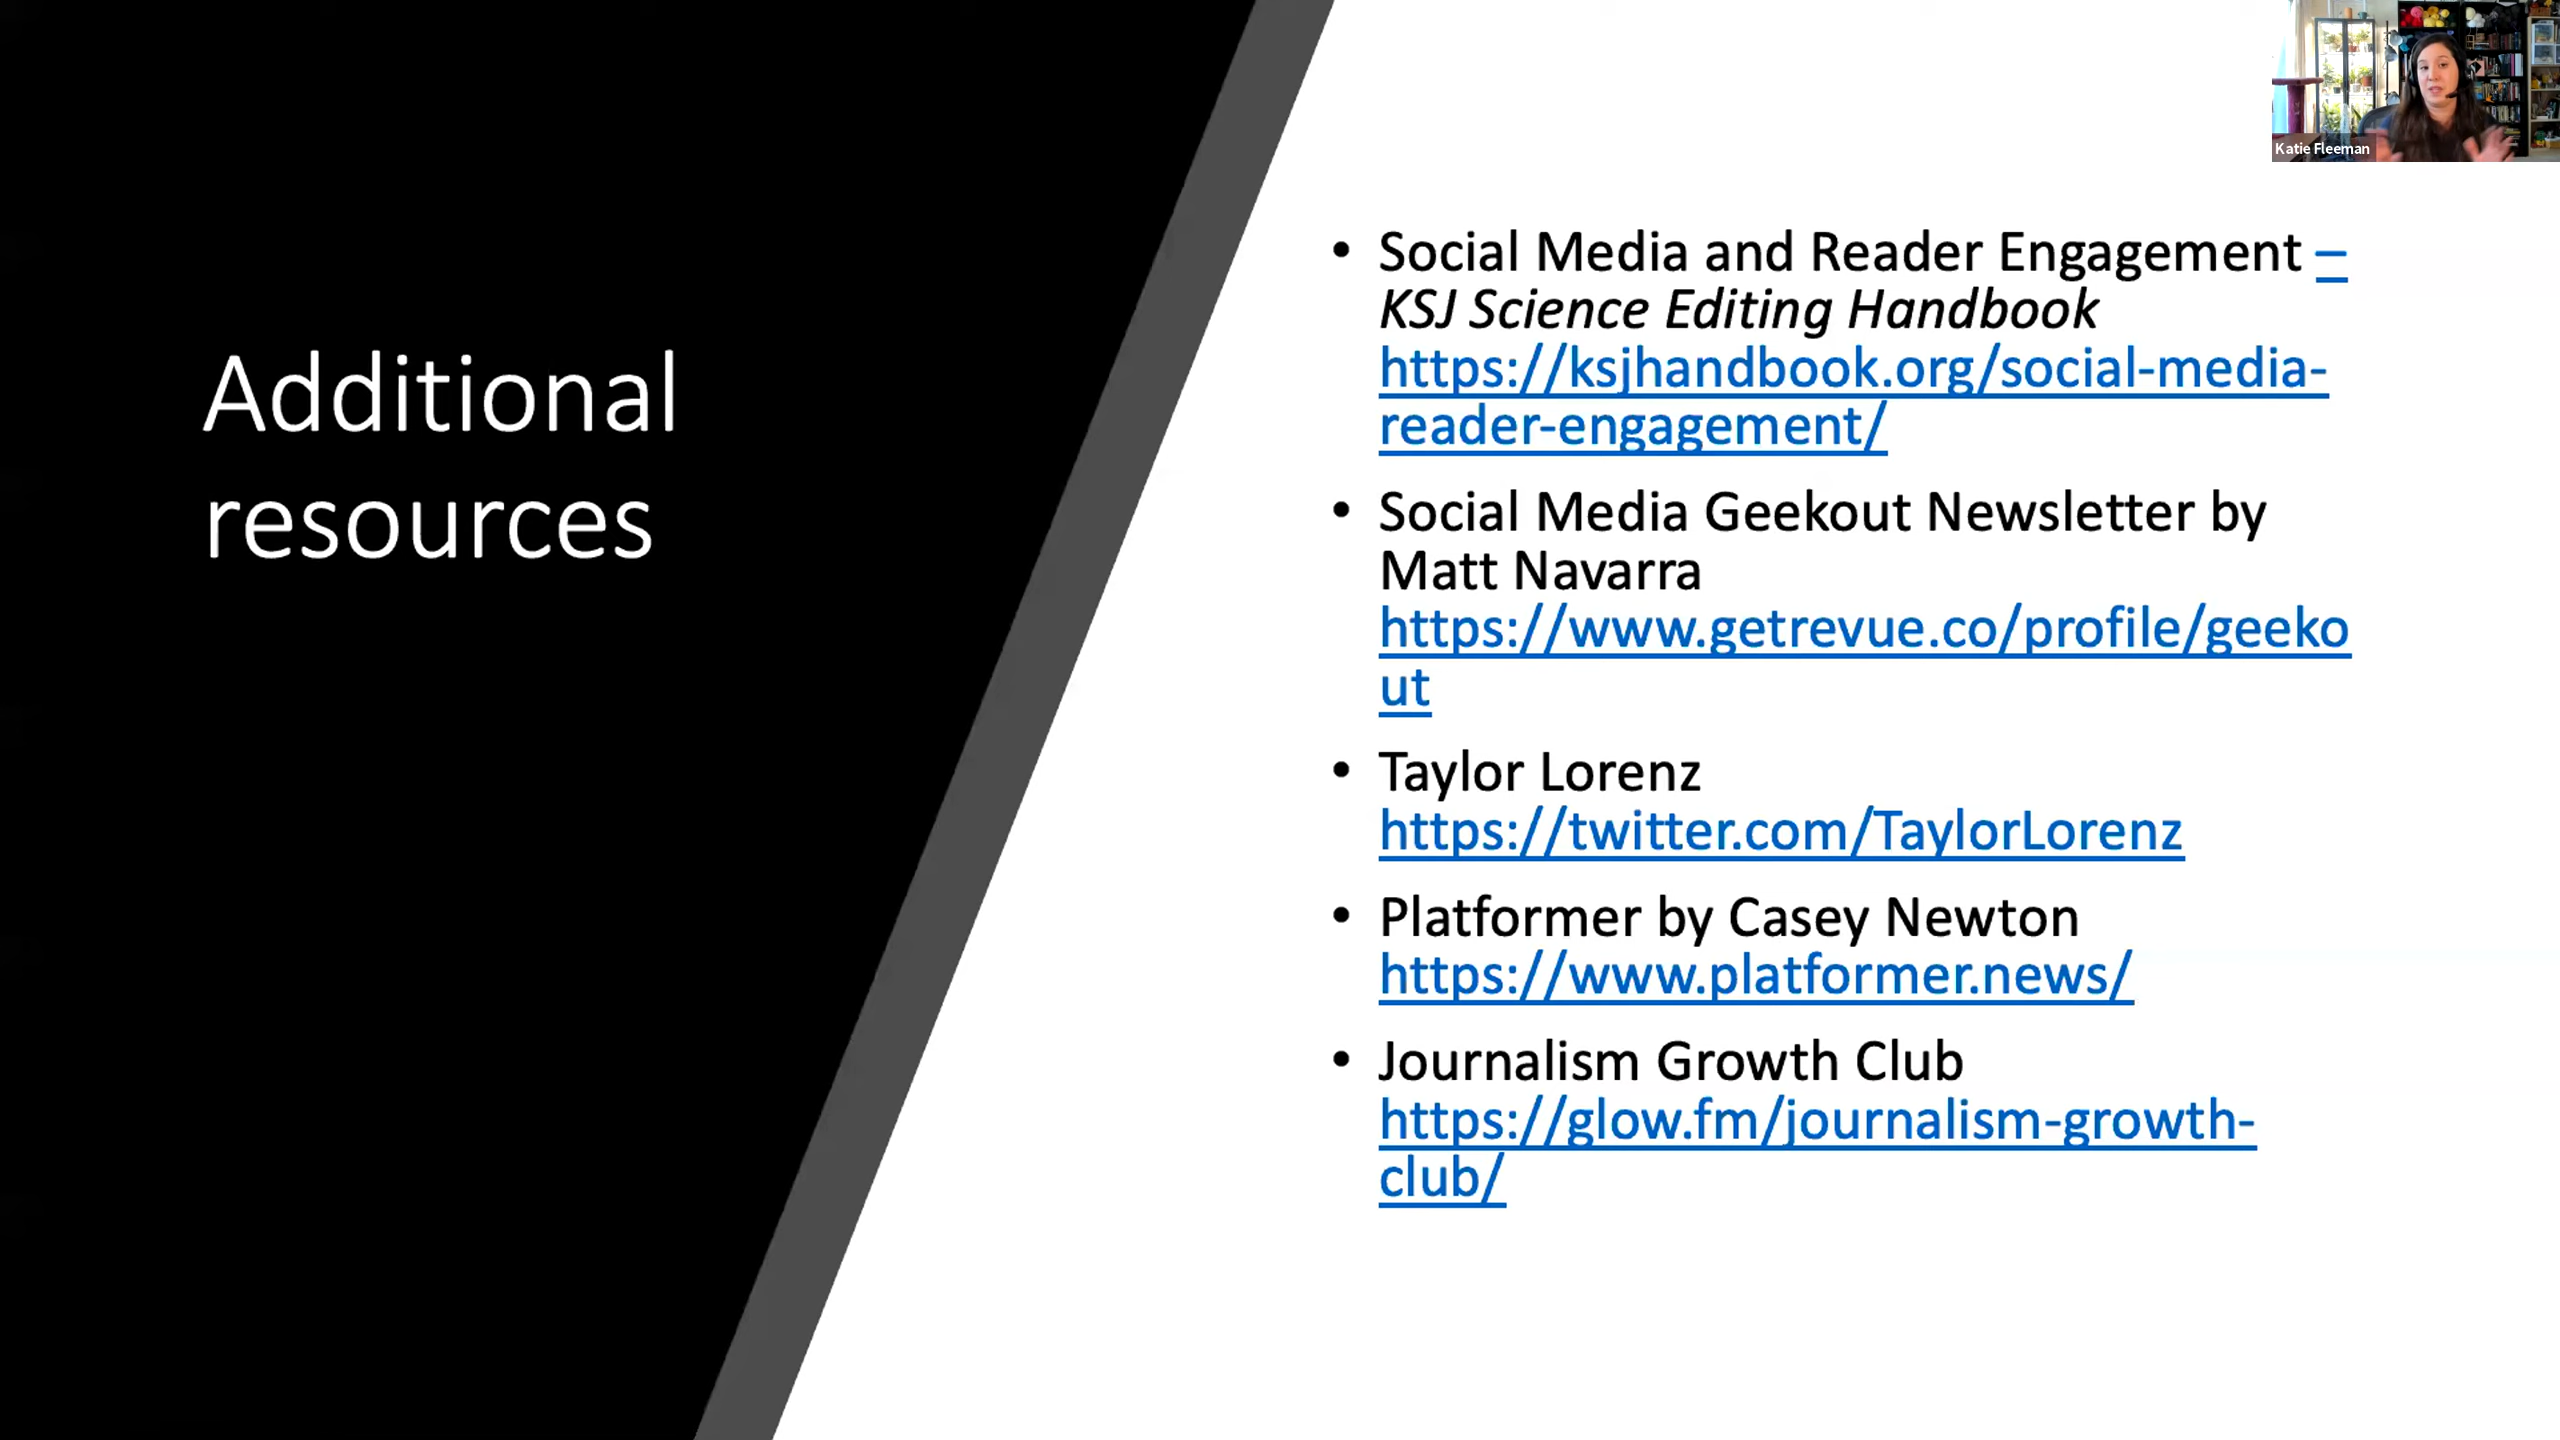 Additional
resources
Katie Fleeman
• Social Media and Reader Engagement –
KSJ Science Editing Handbook
https://ksjhandbook.org/social-media-
reader-engagement/
• Social Media Geekout Newsletter by
Matt Navarra
https://www.getrevue.co/profile/geeko
ut
• Taylor Lorenz
https://twitter.com/TaylorLorenz
• Platformer by Casey Newton
https://www.platformer.news/
• Journalism Growth Club
https://glow.fm/journalism-growth-
club/